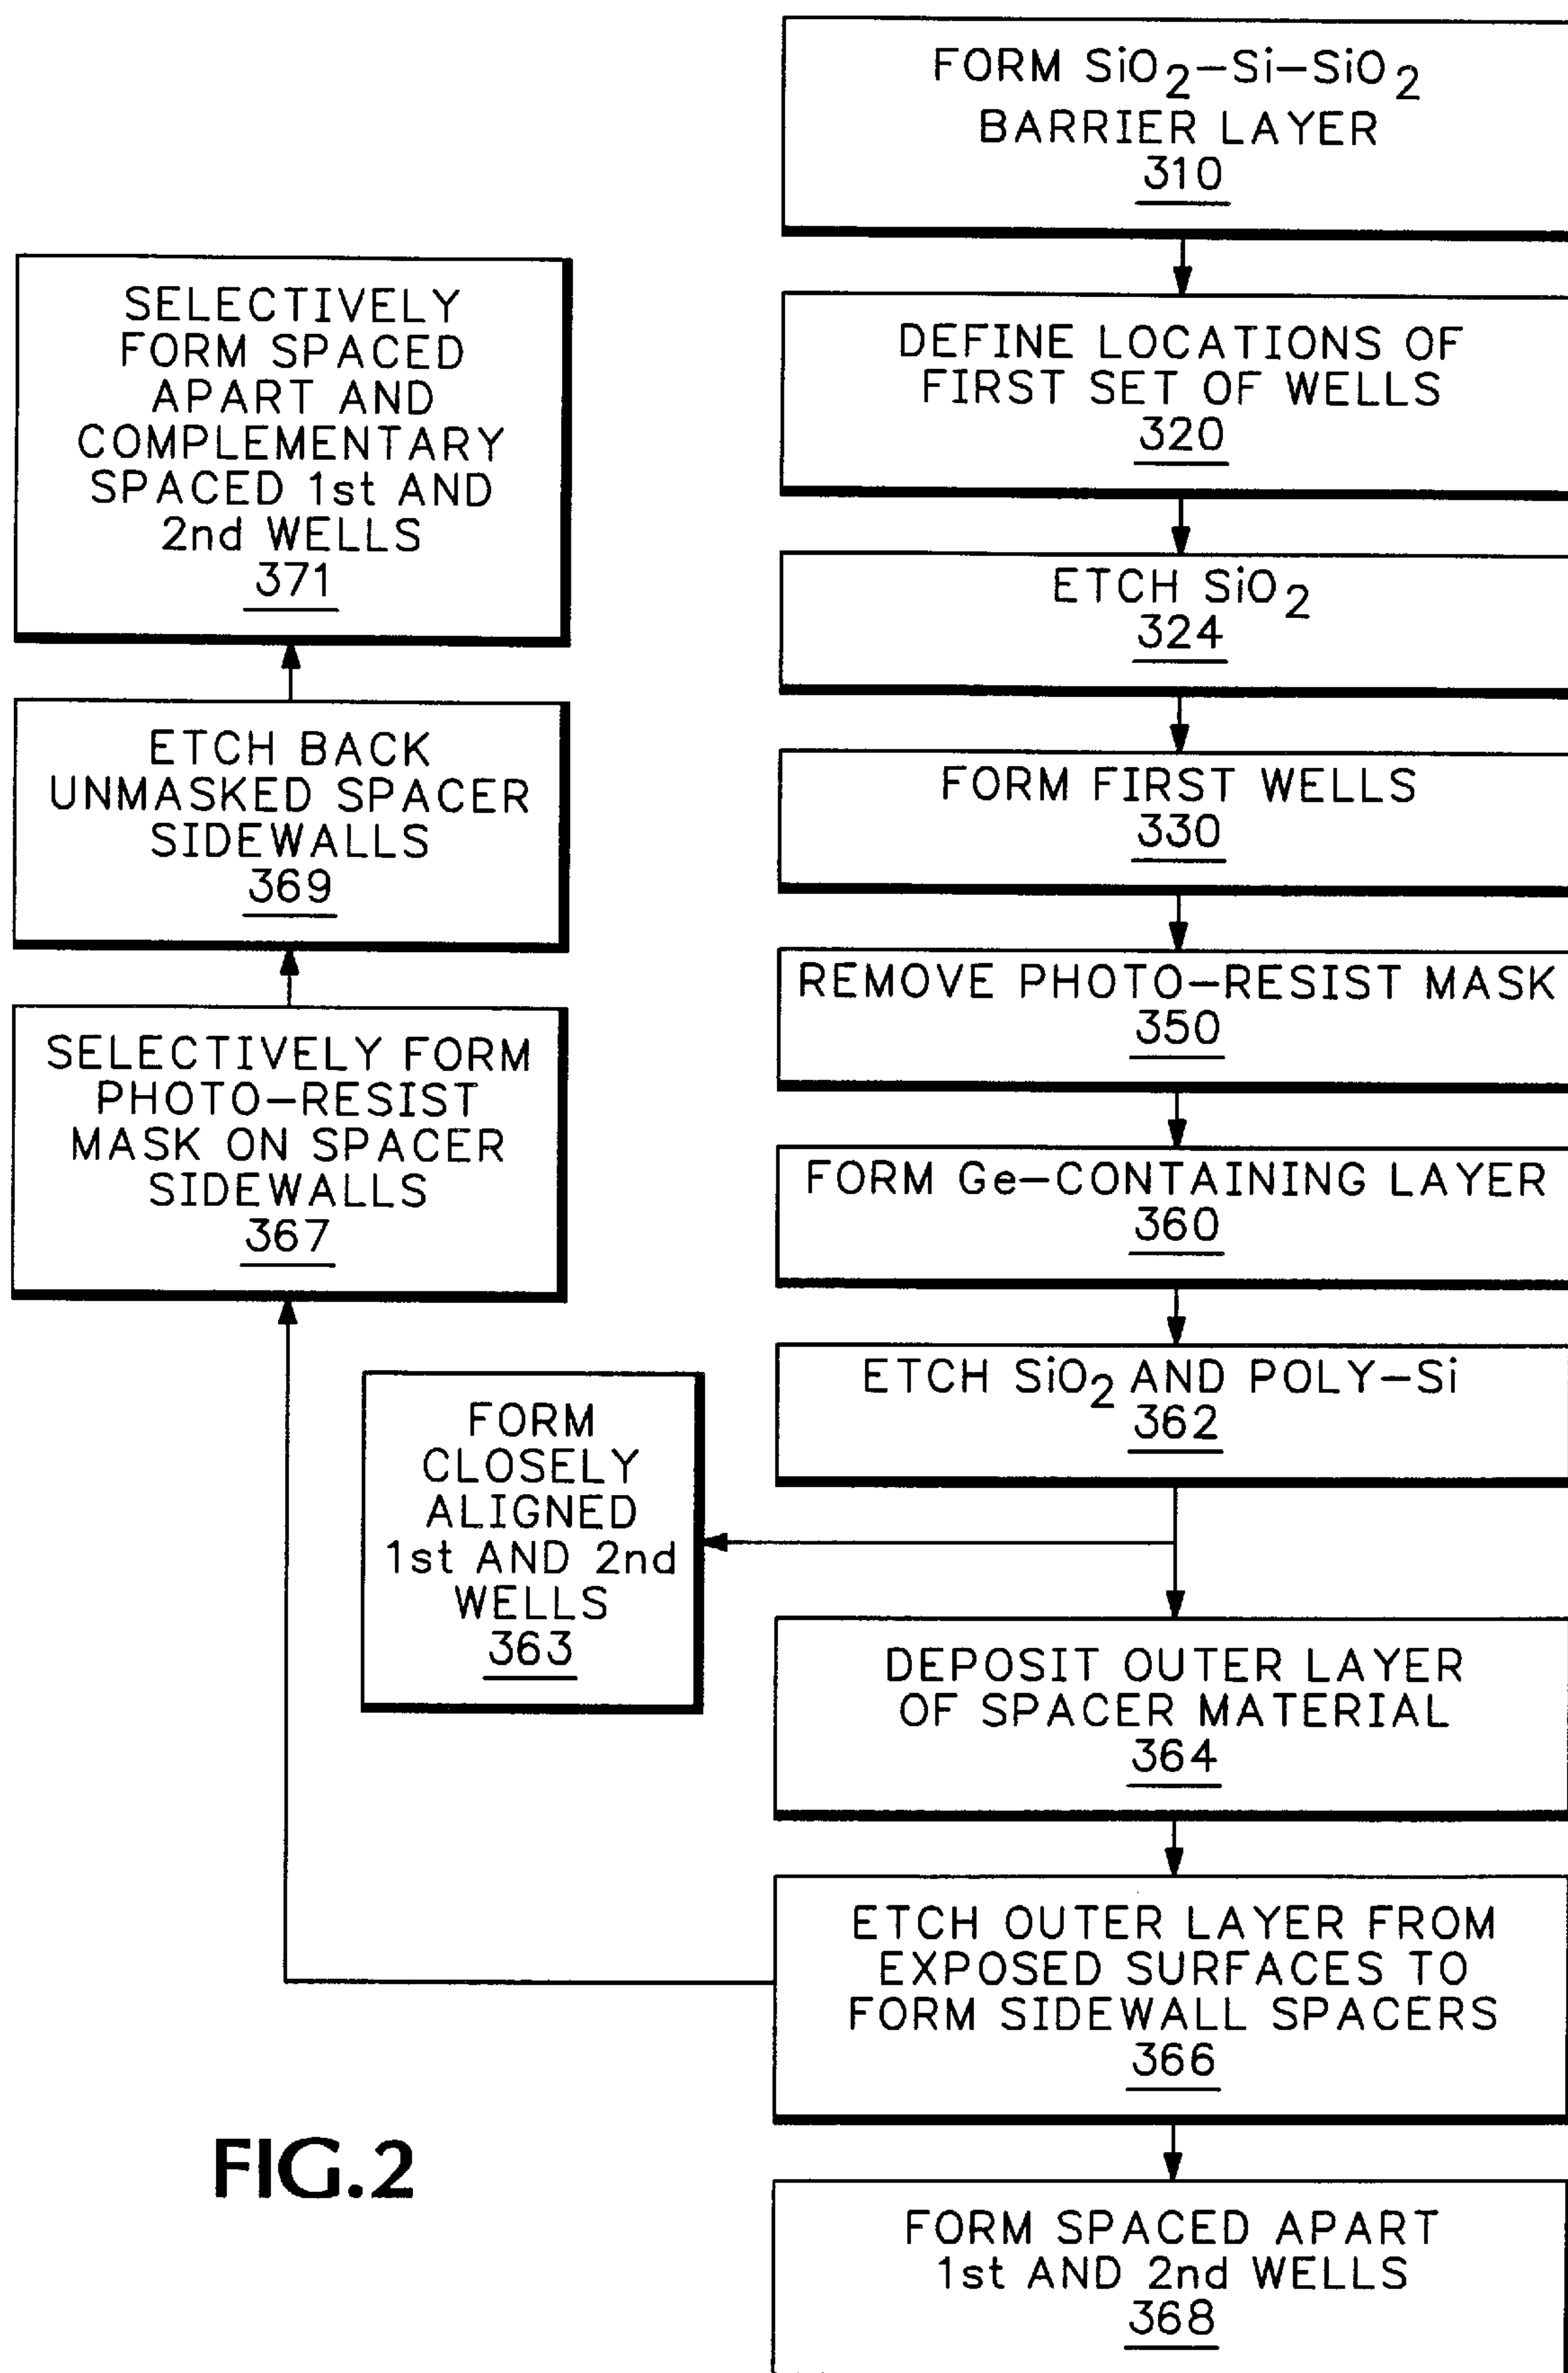 FORM SiO2-Si-SiO2
BARRIER LAYER
310
DEFINE LOCATIONS OF
FIRST SET OF WELLS
320
ETCH SiO2
324
FORM FIRST WELLS
330
REMOVE PHOTO-RESIST MASK
350
FORM Ge-CONTAINING LAYER
360
ETCH SiO2 AND POLY-Si
362
FORM
CLOSELY
ALIGNED
1st AND 2nd
WELLS
363
DEPOSIT OUTER LAYER
OF SPACER MATERIAL
364
ETCH OUTER LAYER FROM
EXPOSED SURFACES TO
FORM SIDEWALL SPACERS
366
FORM SPACED APART
1st AND 2nd WELLS
368
SELECTIVELY FORM
PHOTO-RESIST
MASK ON SPACER
SIDEWALLS
367
ETCH BACK
UNMASKED SPACER
SIDEWALLS
369
SELECTIVELY
FORM SPACED
APART AND
COMPLEMENTARY
SPACED 1st AND
2nd WELLS
371
FIG.2